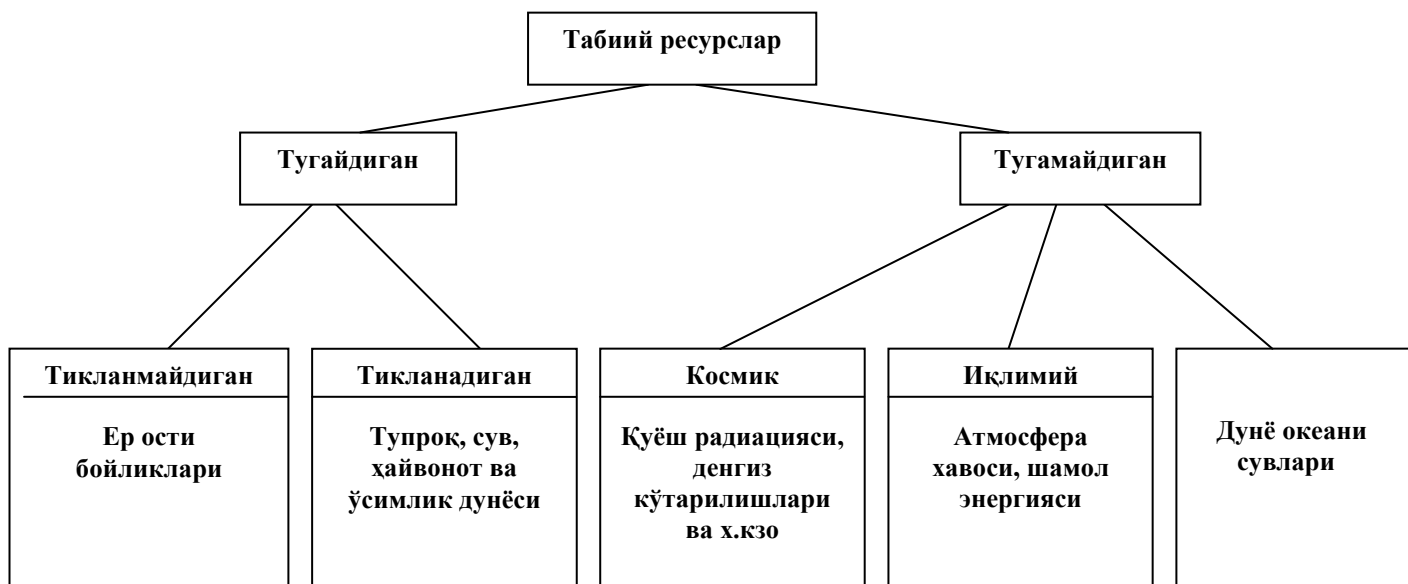 Табиий ресурслар
Тугайдиган
Тугамайдиган
Тикланмайдиган
Ер ости
бойликлари
Тикланадиган
Тупроқ, сув,
ҳайвонот ва
ўсимлик дунёси
Космик
Қуёш радиацияси,
денгиз
кўтарилишлари
ва х.кзо
Иқлимий
Атмосфера
хавоси, шамол
энергияси
Дунё океани
сувлари